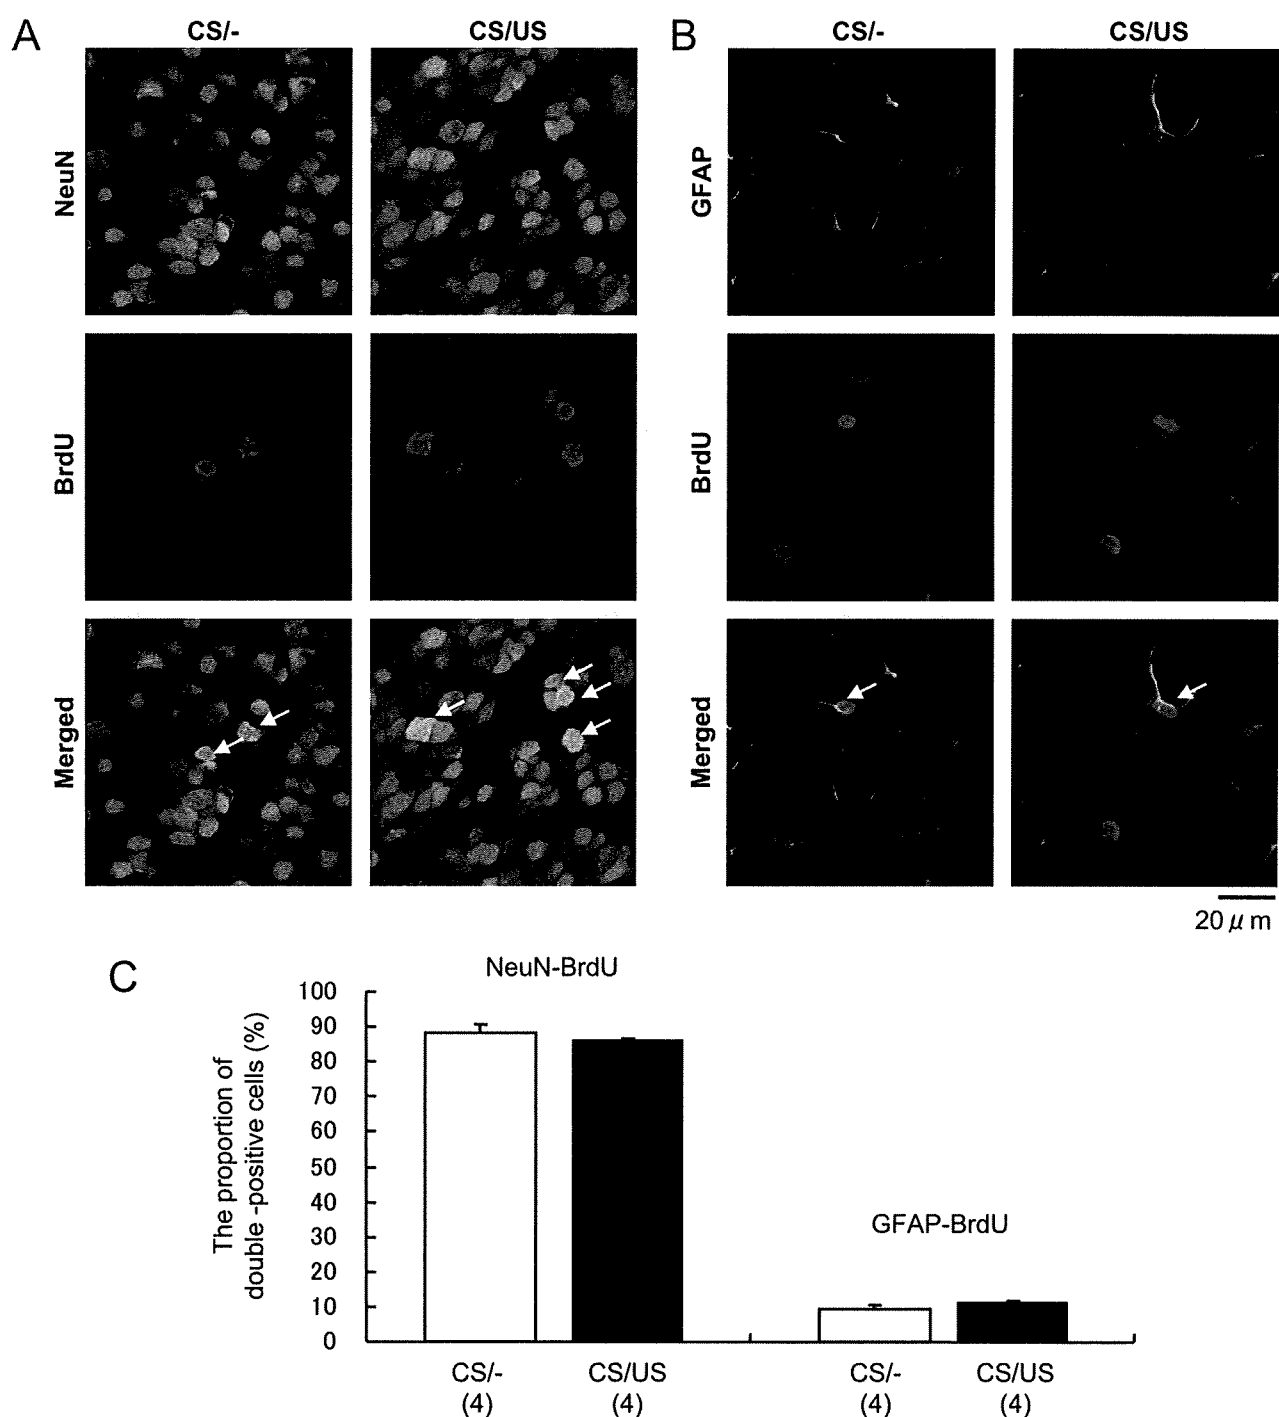 A
CS/-
CS/US
B
CS/-
CS/US
NeuN
GFAP
BrdU
BrdU
Merged
Merged
20 μ m
C
NeuN-BrdU
The proportion of
double -positive cells (%)
100
90
80
70
60
50
40
30
20
10
0
GFAP-BrdU
CS/-
CS/US
CS/-
CS/US
(4)
(4)
(4)
(4)